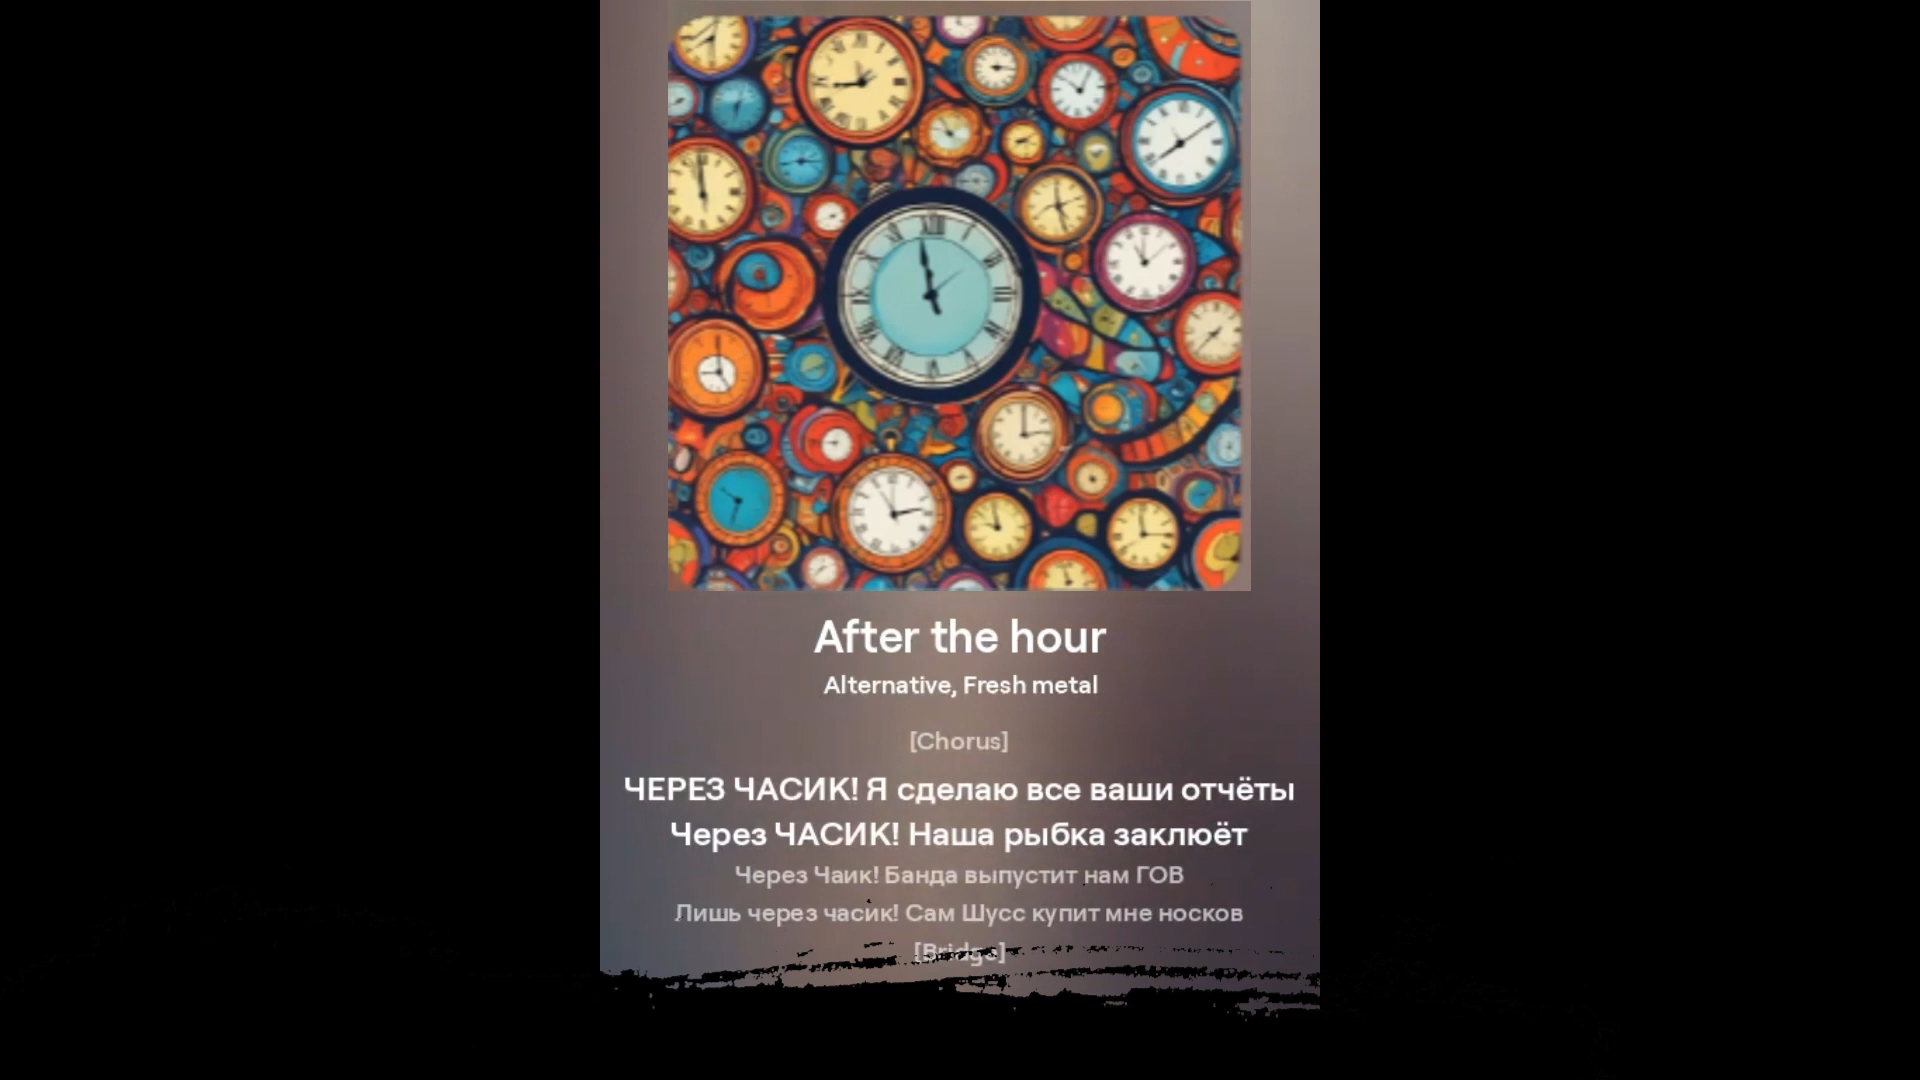 After the hour
Alternative, Fresh metal
[Chorus]
ЧЕРЕЗ ЧАСИК! Я сделаю все ваши отчёты
Через ЧАСИК! Наша рыбка заклюёт
Через Чаик! Банда выпустит нам ГОВ
Лишь через часик! Сам Шусс купит мне носков
[Bridge]